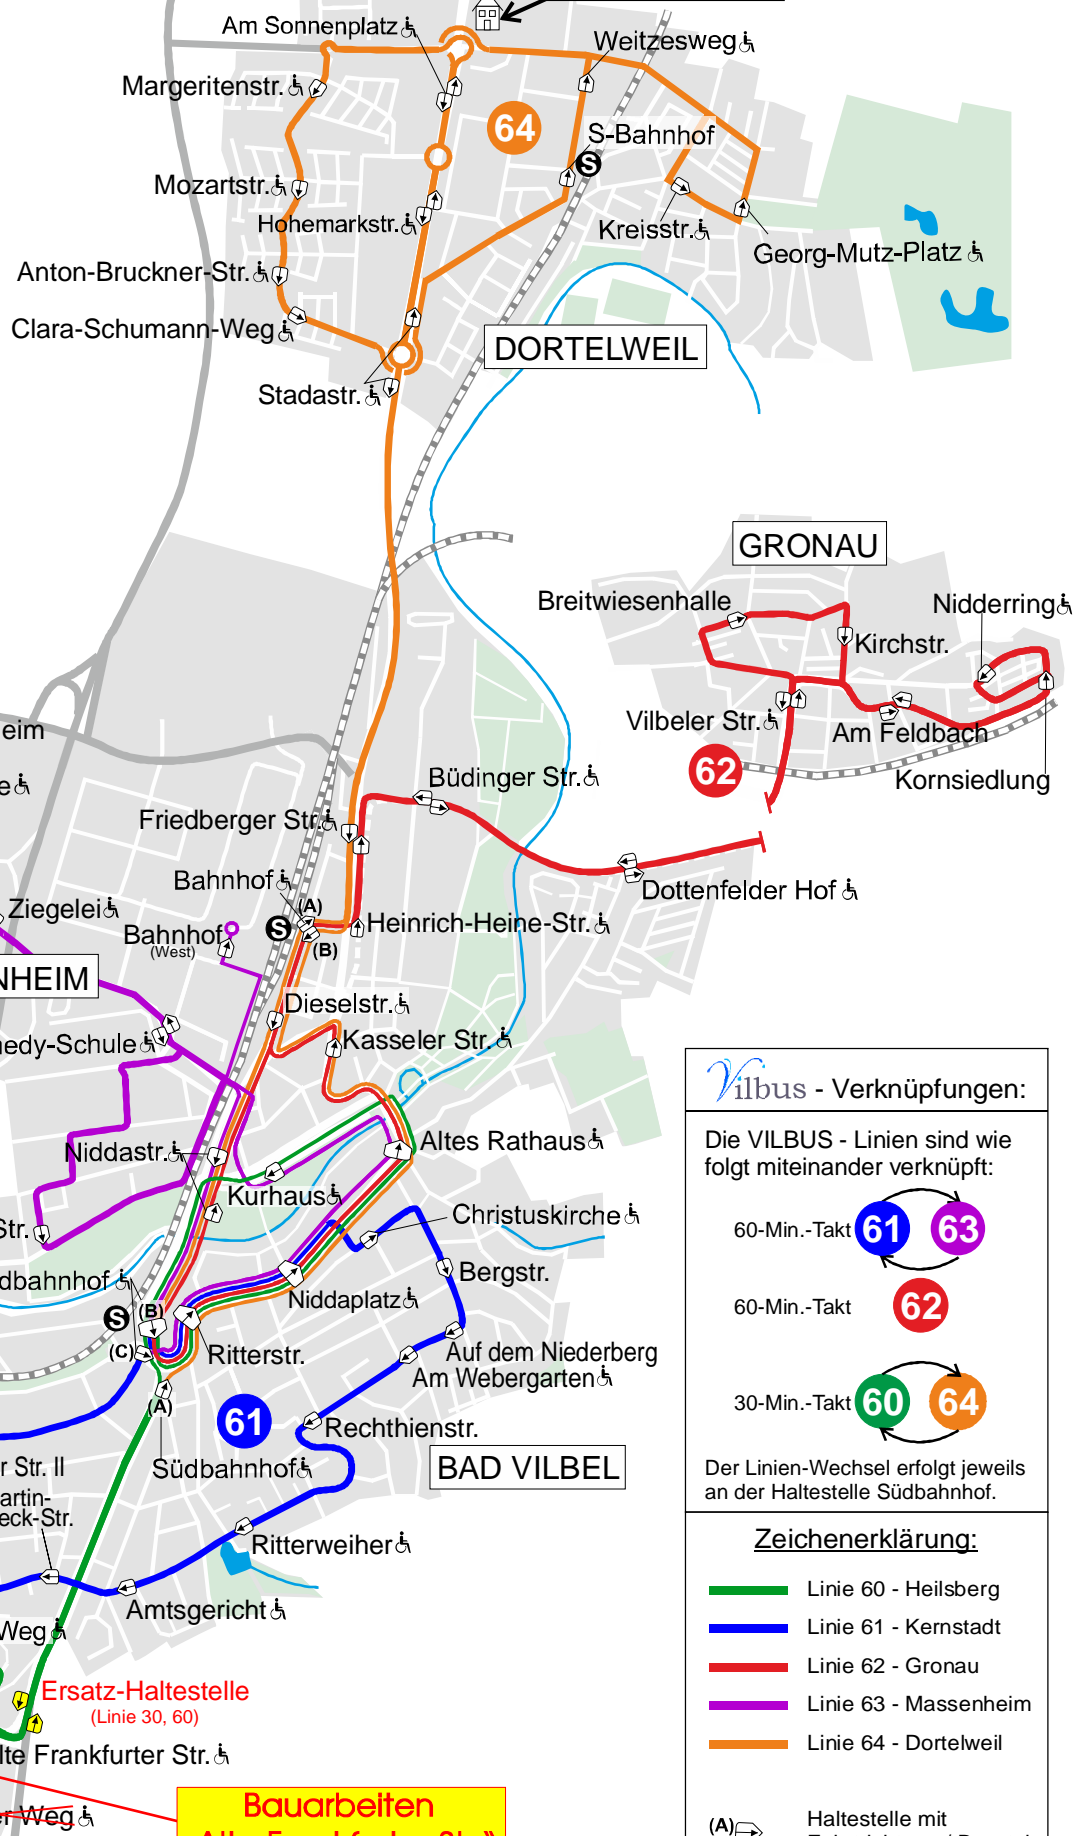 Am Sonnenplatz
Weitzesweg
Margeritenstr.
64
S-Bahnhof
S
Mozartstr.
Hohemarkstr.
Kreisstr.
Georg-Mutz-Platz
Anton-Bruckner-Str.
Clara-Schumann-Weg
DORTELWEIL
Stadastr.
GRONAU
Breitwiesenhalle
Nidderring
Kirchstr.
Vilbeler Str.
Am Feldbach
62
Kornsiedlung
eim
e
Büdinger Str.
Friedberger Str.
Bahnhof
Dottenfelder Hof
Ziegelei
(A)
Bahnhof
(West)
S
(B)
Heinrich-Heine-Str.
NHEIM
Dieselstr.
nedy-Schule
Kasseler Str.
Altes Rathaus
Niddastr.
Kurhaus
Christuskirche
Str.
dbahnhof
Bergstr.
Niddaplatz
S
(B)
(C)
Ritterstr.
Auf dem Niederberg
Am Webergarten
(A)
61
Rechthienstr.
r Str. II
Südbahnhof
BAD VILBEL
artin-
eck-Str.
Ritterweiher
Amtsgericht
Weg
Ersatz-Haltestelle
(Linie 30, 60)
lte Frankfurter Str.
er Weg
Bauarbeiten
Vilbus - Verknüpfungen:
Die VILBUS - Linien sind wie
folgt miteinander verknüpft:
60-Min.-Takt 61 63
60-Min.-Takt 62
30-Min.-Takt 60 64
Der Linien-Wechsel erfolgt jeweils
an der Haltestelle Südbahnhof.
Zeichenerklärung:
Linie 60 - Heilsberg
Linie 61 - Kernstadt
Linie 62 - Gronau
Linie 63 - Massenheim
Linie 64 - Dortelweil
(A) Haltestelle mit